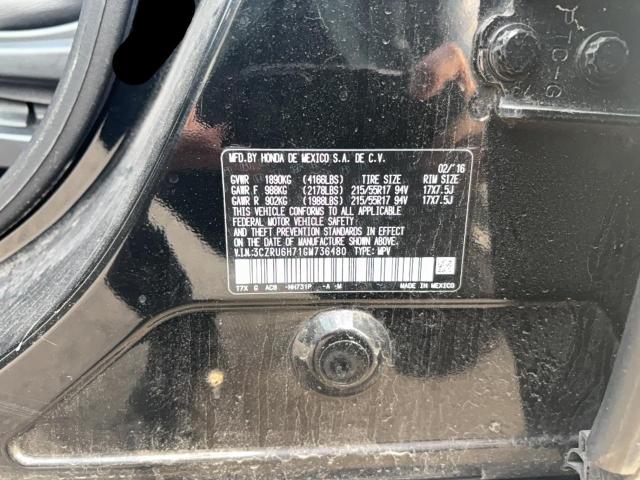 MFD.BY HONDA DE MEXICO S.A. DE C.V.
02/'16
GVWR 1890KG (4166LBS) TIRE SIZE RIM SIZE
GAWR F 988KG (2178LBS) 215/55R17 94V 17X7.5J
GAWR R 902KG (1988LBS) 215/55R17 94V 17X7.5J
THIS VEHICLE CONFORMS TO ALL APPLICABLE
FEDERAL MOTOR VEHICLE SAFETY
AND THEFT PREVENTION STANDARDS IN EFFECT
ON THE DATE OF MANUFACTURE SHOWN ABOVE.
V.I.N:3CZRU6H71GM736480 TYPE: MPV
T7X G ACB -NH731P -A -M MADE IN MEXICO